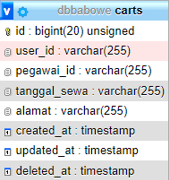 v dbbabowe carts
id : bigint(20) unsigned
user_id : varchar(255)
pegawai_id : varchar(255)
tanggal_sewa : varchar(255)
alamat : varchar(255)
created_at : timestamp
updated_at : timestamp
deleted_at : timestamp